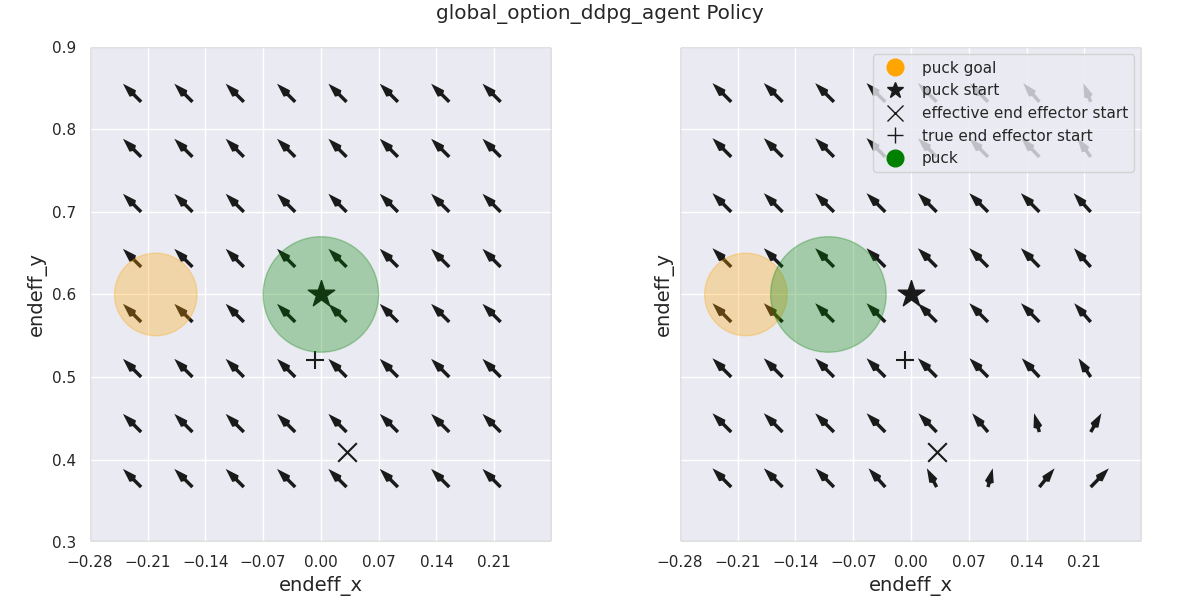 global_option_ddpg_agent Policy
0.9
0.8
0.7
0.6
0.5
0.4
0.3
endeff_y
−0.28 −0.21 −0.14 −0.07 0.00 0.07 0.14 0.21
endeff_x
puck goal
puck start
effective end effector start
true end effector start
puck
endeff_y
−0.28 −0.21 −0.14 −0.07 0.00 0.07 0.14 0.21
endeff_x